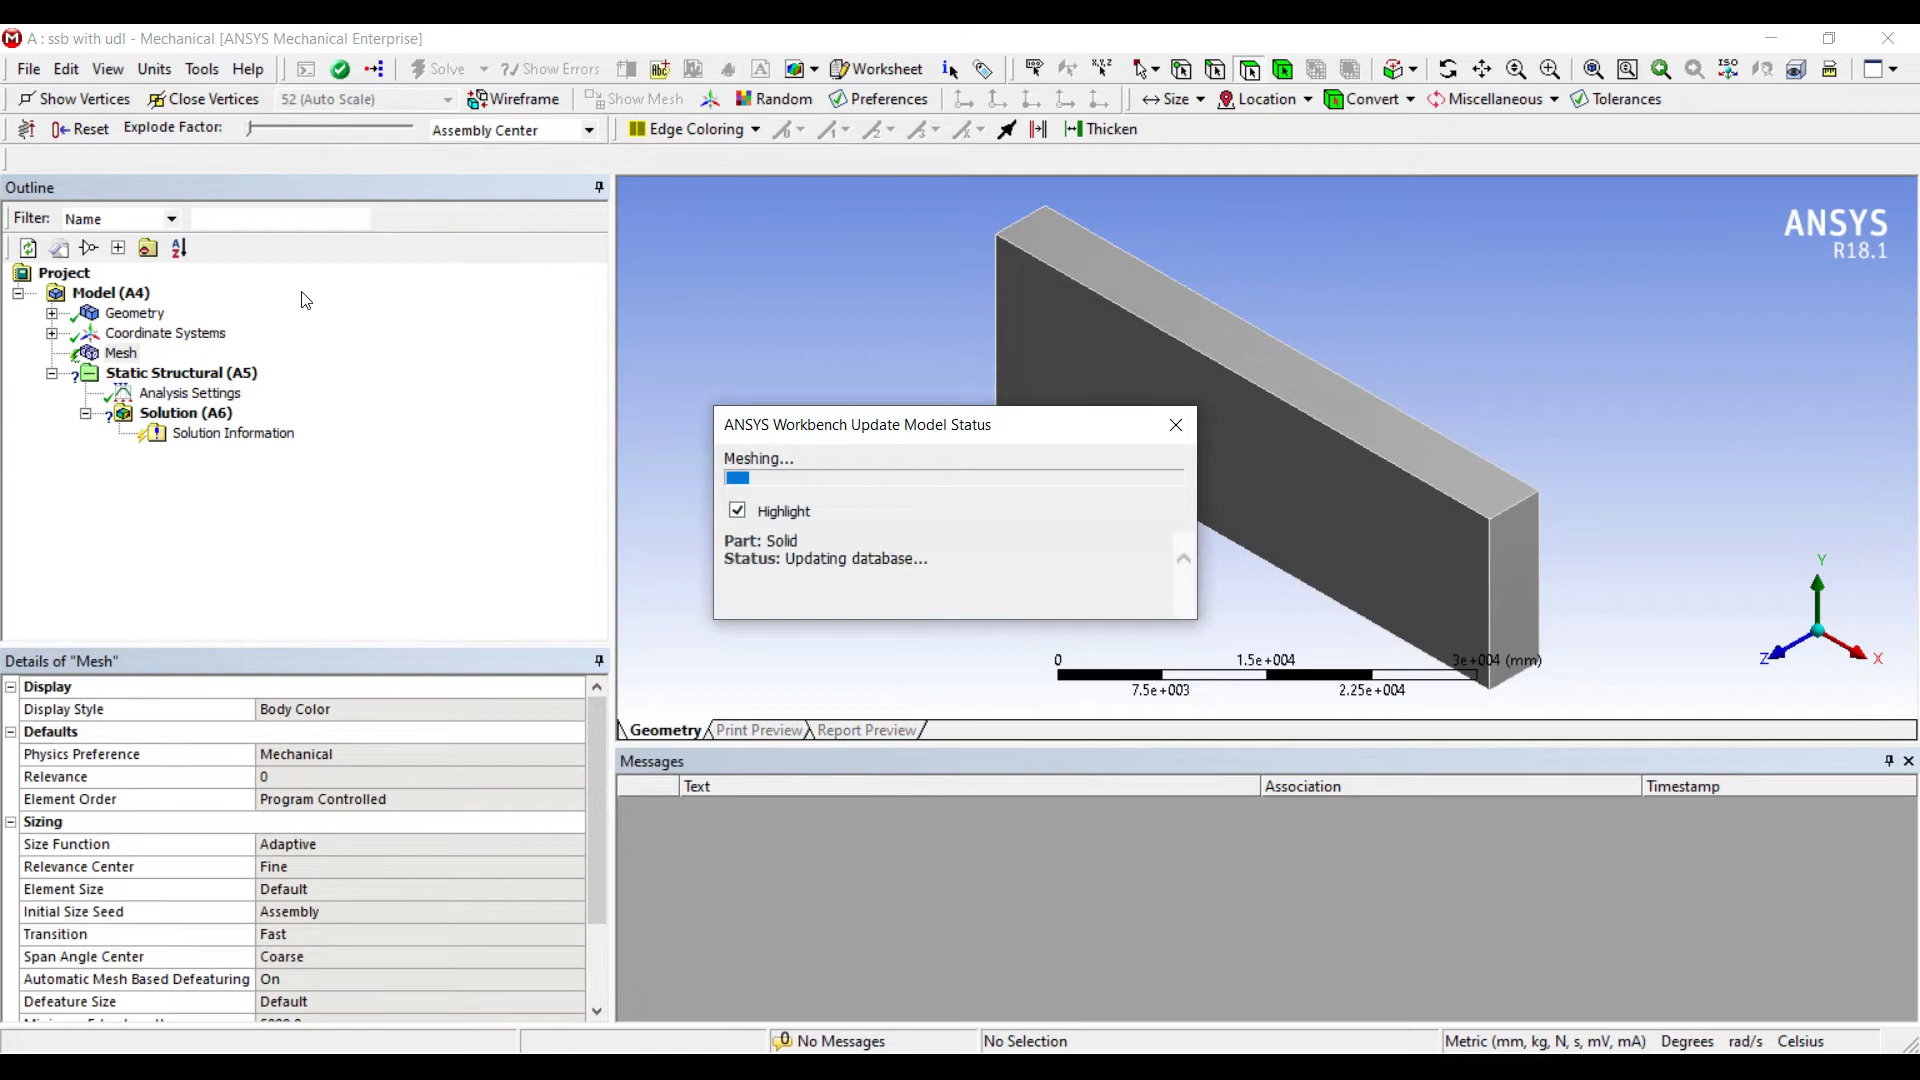 A : ssb with udl - Mechanical [ANSYS Mechanical Enterprise]
File Edit View Units Tools Help Solve ?/ Show Errors Worksheet
Show Vertices Close Vertices 52 (Auto Scale) Wireframe Show Mesh Random Preferences Size Location Convert Miscellaneous Tolerances
Reset Explode Factor: Assembly Center Edge Coloring Thicken
Outline
Filter: Name
Project
Model (A4)
Geometry
Coordinate Systems
Mesh
Static Structural (A5)
Analysis Settings
Solution (A6)
Solution Information
ANSYS
R18.1
ANSYS Workbench Update Model Status
Meshing...
Highlight
Part: Solid
Status: Updating database...
Y
Z X
0 1.5e+004 3e+004 (mm)
7.5e+003 2.25e+004
Geometry Print Preview Report Preview
Details of "Mesh"
Display
Display Style Body Color
Defaults
Physics Preference Mechanical
Relevance 0
Element Order Program Controlled
Sizing
Size Function Adaptive
Relevance Center Fine
Element Size Default
Initial Size Seed Assembly
Transition Fast
Span Angle Center Coarse
Automatic Mesh Based Defeaturing On
Defeature Size Default
Messages
Text Association Timestamp
No Messages No Selection Metric (mm, kg, N, s, mV, mA) Degrees rad/s Celsius